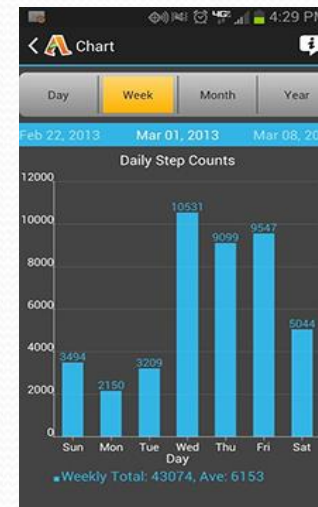 4G 4:29 PM
< Chart
Day Week Month Year
Feb 22, 2013 Mar 01, 2013 Mar 08, 20
Daily Step Counts
12000
10000
8000
6000
4000
2000
0
3494
2150
3209
10531
9099
9547
5044
Sun Mon Tue Wed Thu Fri Sat
Day
Weekly Total: 43074, Ave: 6153